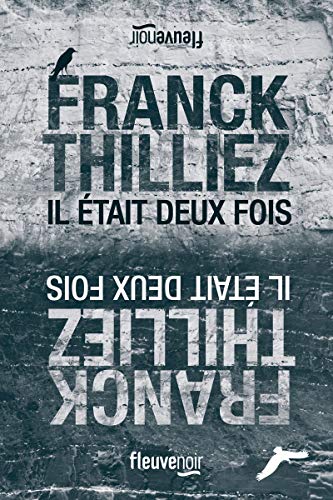 fleuvenoir
FRANCK
THILLIEZ
IL ÉTAIT DEUX FOIS
IL ÉTAIT DEUX FOIS
THILLIEZ
FRANCK
fleuvenoir